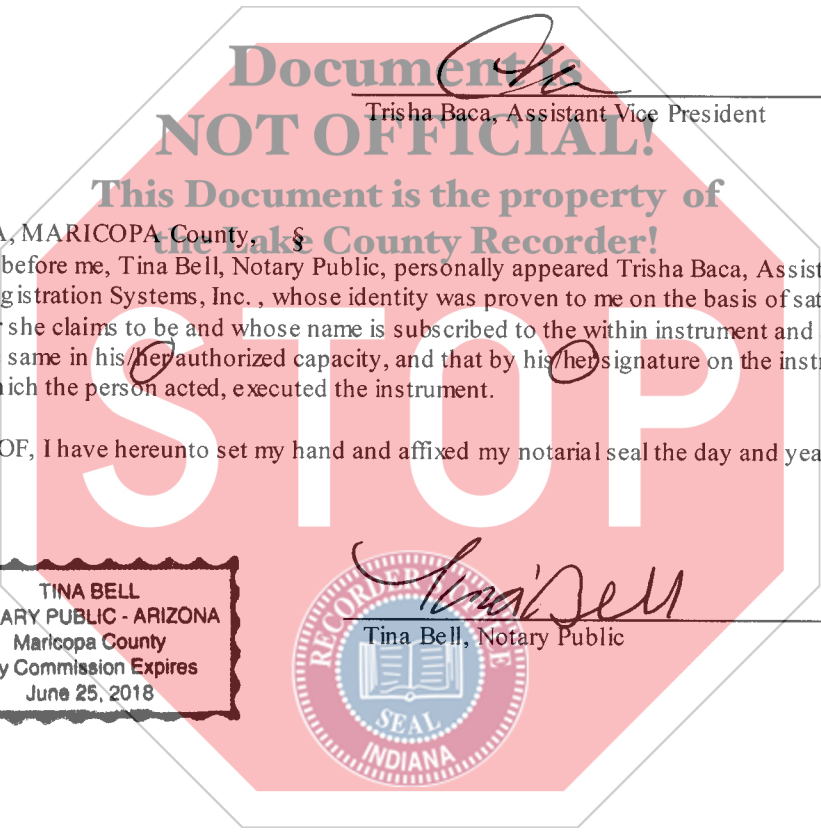 Document is
NOT OFFICIAL!
This Document is the property of
the Lake County Recorder!
STOP
Trisha Baca, Assistant Vice President
A, MARICOPA County, §
before me, Tina Bell, Notary Public, personally appeared Trisha Baca, Assist
gistration Systems, Inc. , whose identity was proven to me on the basis of sat
she claims to be and whose name is subscribed to the within instrument and
same in his/her authorized capacity, and that by his/her signature on the instr
ich the person acted, executed the instrument.
OF, I have hereunto set my hand and affixed my notarial seal the day and yea
TINA BELL
ARY PUBLIC - ARIZONA
Maricopa County
y Commission Expires
June 25, 2018
Tina Bell
Tina Bell, Notary Public
RECORDER OFFICE
SEAL
INDIANA